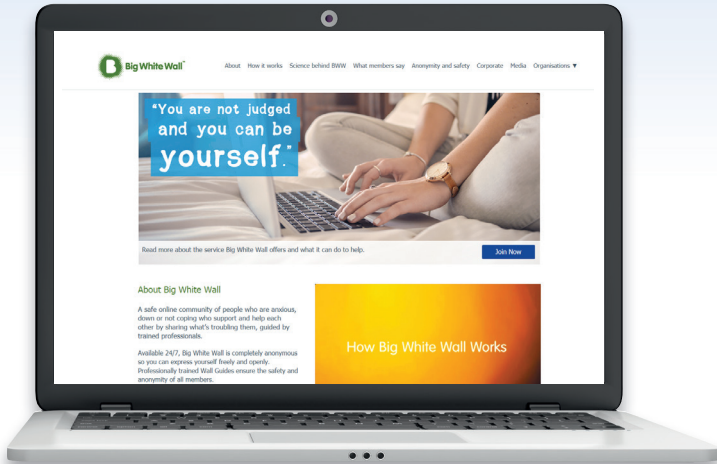 Big White Wall
About How it works Science behind BWW What members say Anonymity and safety Corporate Media Organisations ▼
"You are not judged
and you can be
yourself."
Read more about the service Big White Wall offers and what it can do to help.
Join Now
About Big White Wall
A safe online community of people who are anxious,
down or not coping who support and help each
other by sharing what's troubling them, guided by
trained professionals.
Available 24/7, Big White Wall is completely anonymous
so you can express yourself freely and openly.
Professionally trained Wall Guides ensure the safety and
anonymity of all members.
How Big White Wall Works